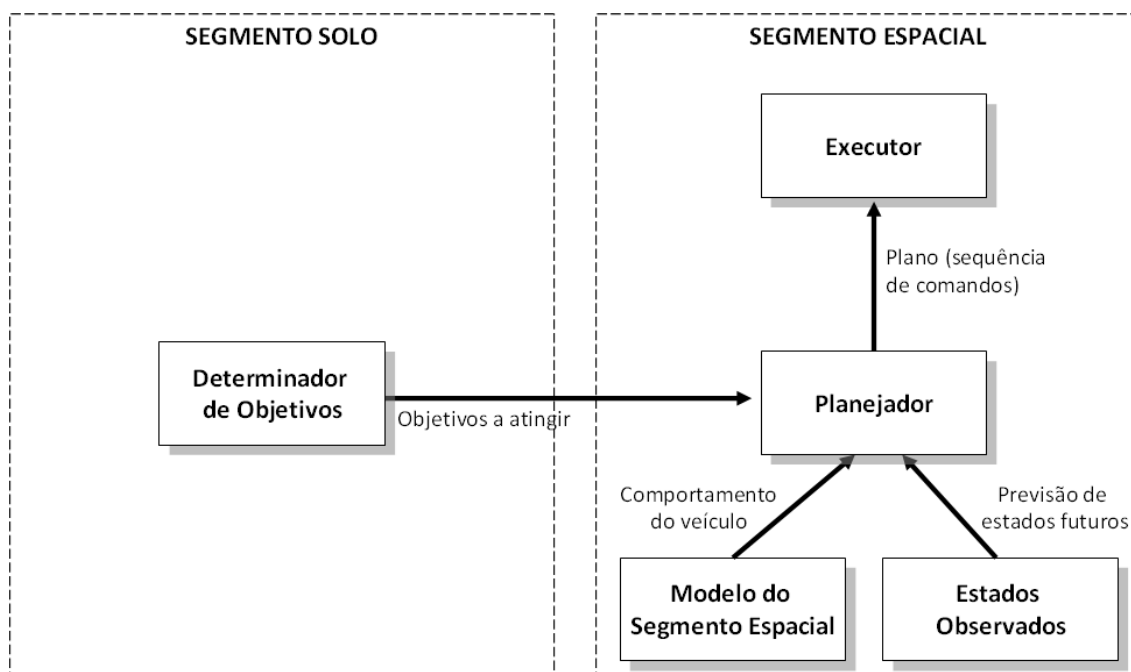 SEGMENTO SOLO
SEGMENTO ESPACIAL
Executor
Plano (sequência
de comandos)
Determinador
de Objetivos
Objetivos a atingir
Planejador
Comportamento
do veículo
Previsão de
estados futuros
Modelo do
Segmento Espacial
Estados
Observados